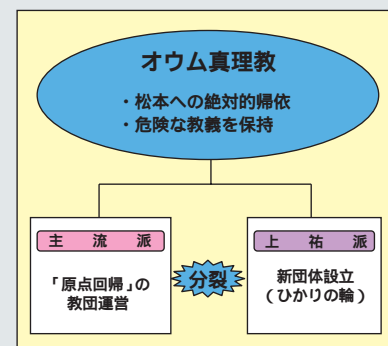 オウム真理教
・松本への絶対的帰依
・危険な教義を保持
主流派
「原点回帰」の
教団運営
分裂
上祐派
新団体設立
(ひかりの輪)